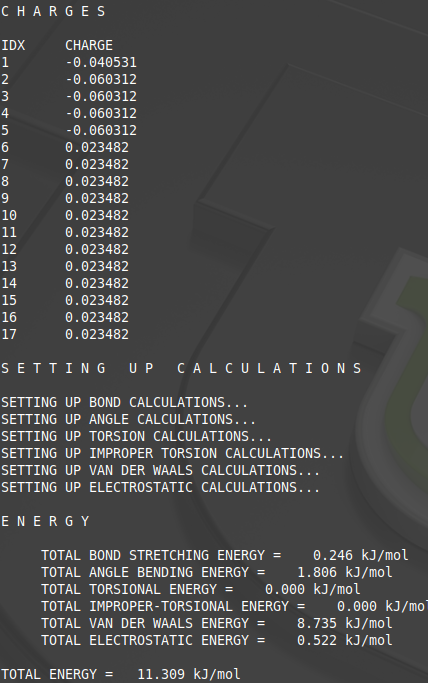 C H A R G E S
IDX     CHARGE
1       -0.040531
2       -0.060312
3       -0.060312
4       -0.060312
5       -0.060312
6       0.023482
7       0.023482
8       0.023482
9       0.023482
10      0.023482
11      0.023482
12      0.023482
13      0.023482
14      0.023482
15      0.023482
16      0.023482
17      0.023482
S E T T I N G   U P   C A L C U L A T I O N S
SETTING UP BOND CALCULATIONS...
SETTING UP ANGLE CALCULATIONS...
SETTING UP TORSION CALCULATIONS...
SETTING UP IMPROPER TORSION CALCULATIONS...
SETTING UP VAN DER WAALS CALCULATIONS...
SETTING UP ELECTROSTATIC CALCULATIONS...
E N E R G Y
     TOTAL BOND STRETCHING ENERGY =    0.246 kJ/mol
     TOTAL ANGLE BENDING ENERGY =    1.806 kJ/mol
     TOTAL TORSIONAL ENERGY =    0.000 kJ/mol
     TOTAL IMPROPER-TORSIONAL ENERGY =    0.000 kJ/mol
     TOTAL VAN DER WAALS ENERGY =    8.735 kJ/mol
     TOTAL ELECTROSTATIC ENERGY =    0.522 kJ/mol
TOTAL ENERGY =   11.309 kJ/mol